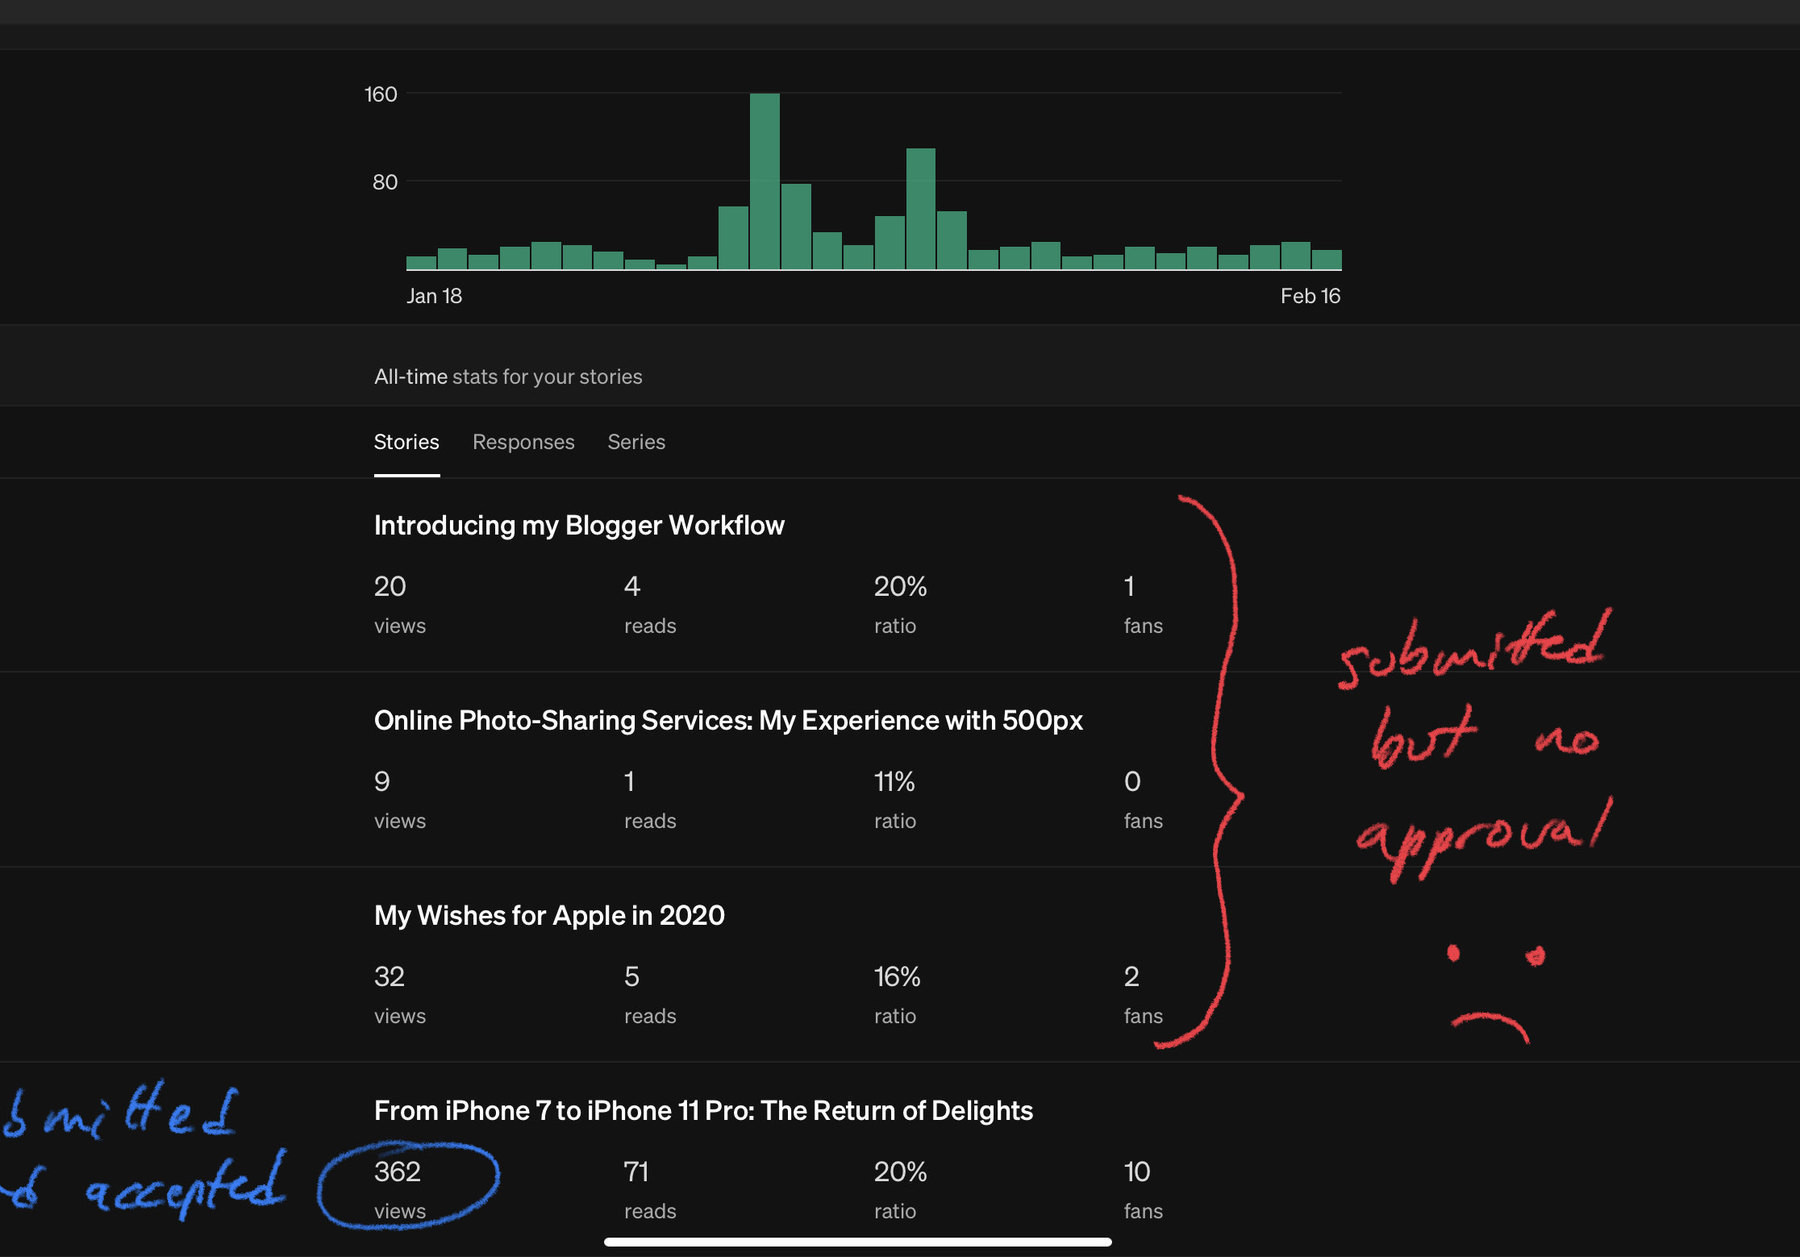 160
80
Jan 18 Feb 16
All-time stats for your stories
Stories Responses Series
Introducing my Blogger Workflow
20 4 20% 1
views reads ratio fans
Online Photo-Sharing Services: My Experience with 500px
9 1 11% 0
views reads ratio fans
My Wishes for Apple in 2020
32 5 16% 2
views reads ratio fans
submitted
but no
approval
From iPhone 7 to iPhone 11 Pro: The Return of Delights
362 71 20% 10
views reads ratio fans
bmitted
d accepted